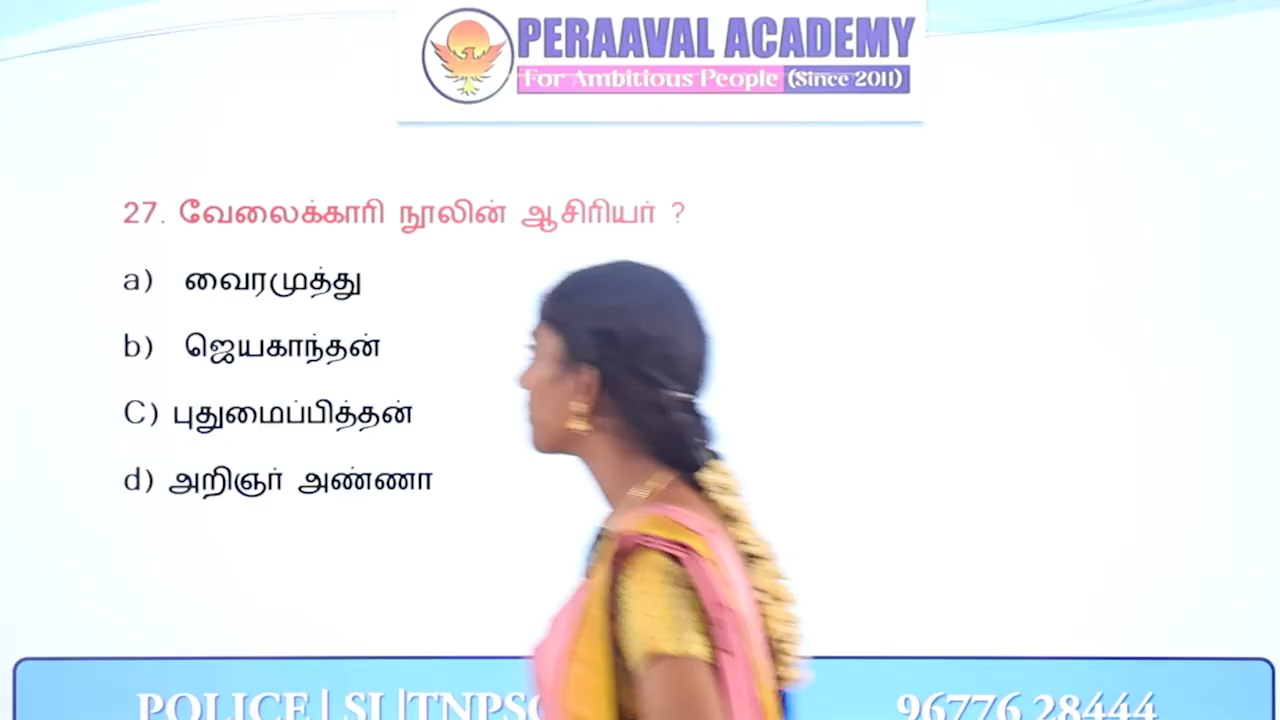 PERAAVAL ACADEMY
For Ambitious People (Since 2011)
27. வேலைக்காரி நூலின் ஆசிரியர் ?
a) வைரமுத்து
b) ஜெயகாந்தன்
C) புதுமைப்பித்தன்
d) அறிஞர் அண்ணா
POLICE | SI |TNPSC
96776 28444